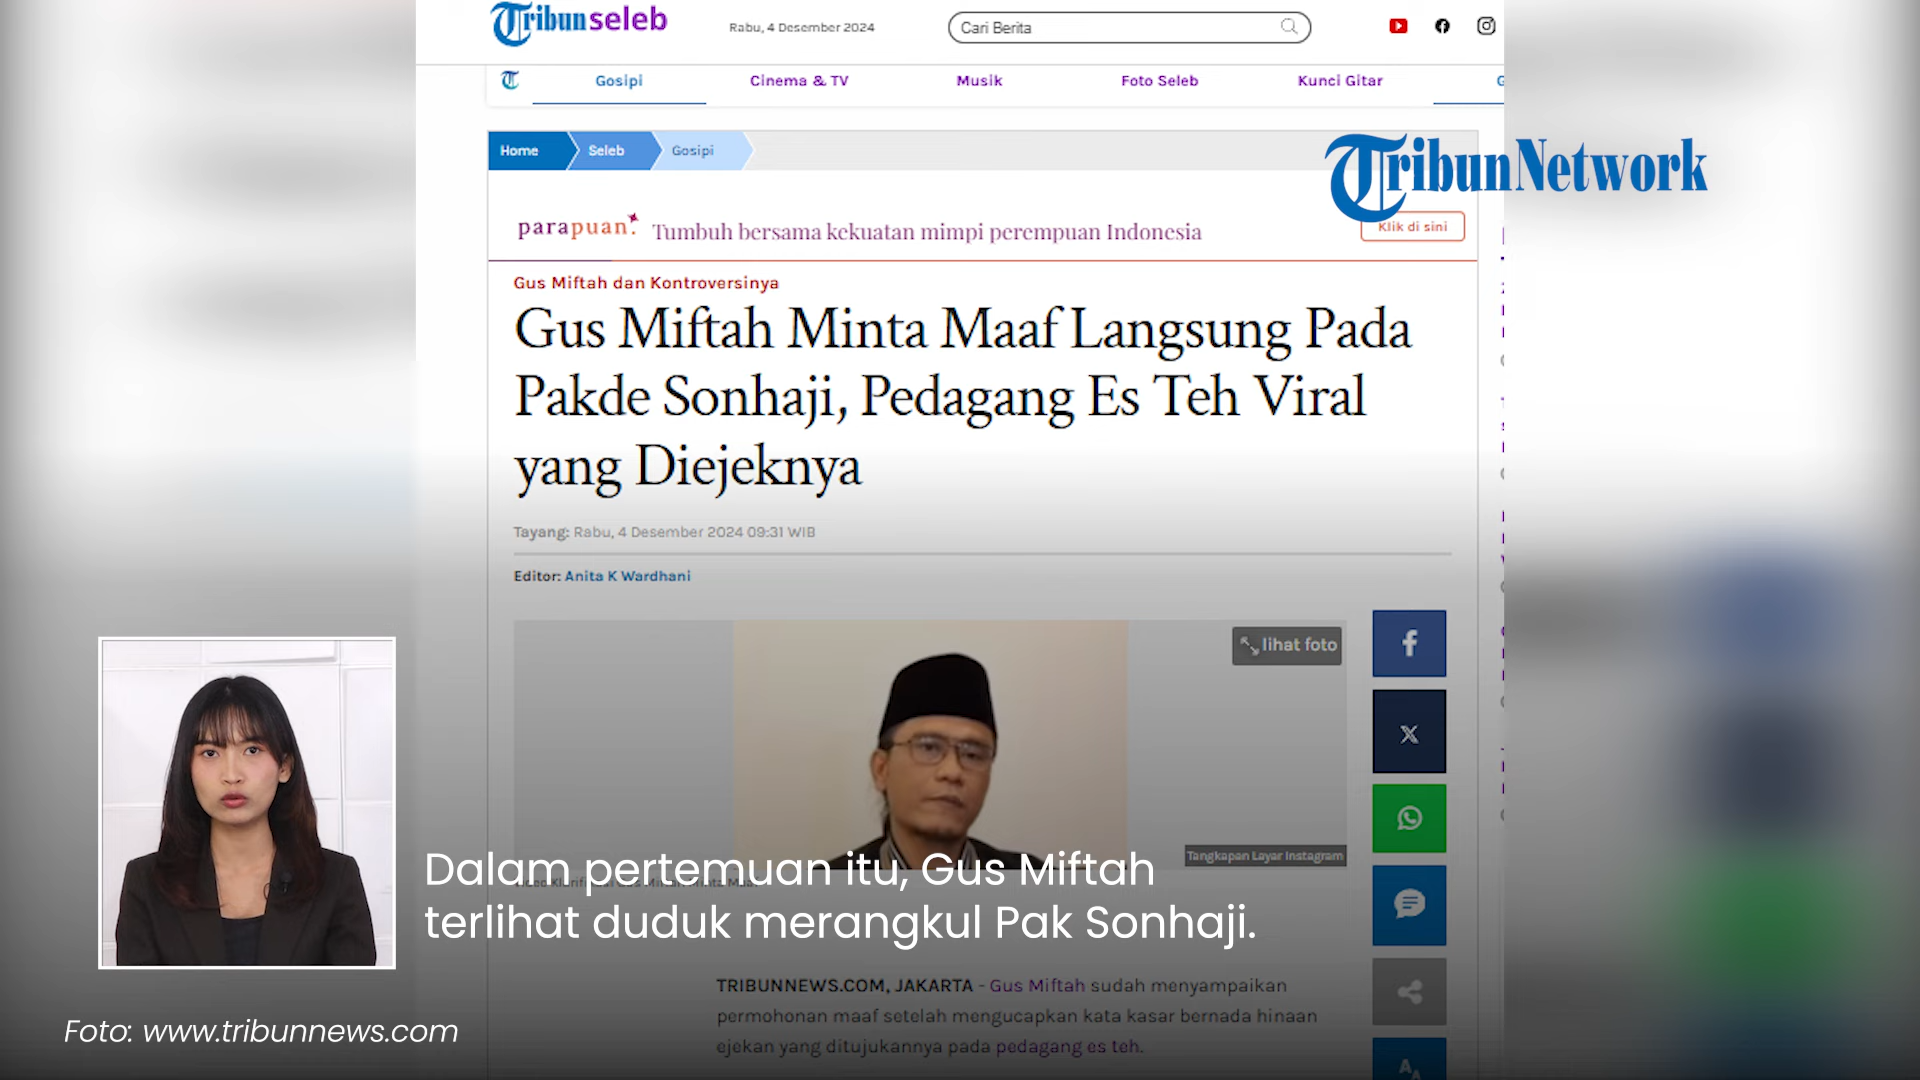 Tribunseleb
Rabu, 4 Desember 2024
Cari Berita
Gosipi
Cinema & TV
Musik
Foto Seleb
Kunci Gitar
Home
Seleb
Gosipi
TribunNetwork
parapuan.
Tumbuh bersama kekuatan mimpi perempuan Indonesia
Klik di sini
Gus Miftah dan Kontroversinya
Gus Miftah Minta Maaf Langsung Pada
Pakde Sonhaji, Pedagang Es Teh Viral
yang Diejeknya
Tayang: Rabu, 4 Desember 2024 09:31 WIB
Editor: Anita K Wardhani
lihat foto
Tangkapan Layar Instagram
Dalam pertemuan itu, Gus Miftah
terlihat duduk merangkul Pak Sonhaji.
TRIBUNNEWS.COM, JAKARTA - Gus Miftah sudah menyampaikan
permohonan maaf setelah mengucapkan kata kasar bernada hinaan
ejekan yang ditujukannya pada pedagang es teh.
Foto: www.tribunnews.com